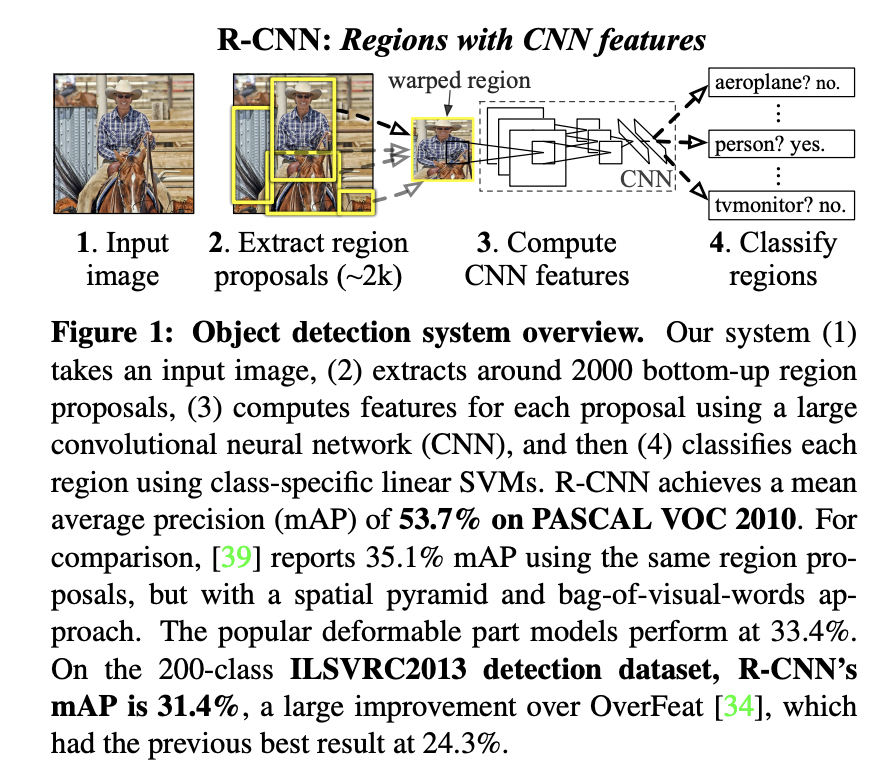 R-CNN: Regions with CNN features
warped region
aeroplane? no.
person? yes.
tvmonitor? no.
CNN
1. Input
image
2. Extract region
proposals (~2k)
3. Compute
CNN features
4. Classify
regions
Figure 1: Object detection system overview. Our system (1)
takes an input image, (2) extracts around 2000 bottom-up region
proposals, (3) computes features for each proposal using a large
convolutional neural network (CNN), and then (4) classifies each
region using class-specific linear SVMs. R-CNN achieves a mean
average precision (mAP) of 53.7% on PASCAL VOC 2010. For
comparison, [39] reports 35.1% mAP using the same region pro-
posals, but with a spatial pyramid and bag-of-visual-words ap-
proach. The popular deformable part models perform at 33.4%.
On the 200-class ILSVRC2013 detection dataset, R-CNN’s
mAP is 31.4%, a large improvement over OverFeat [34], which
had the previous best result at 24.3%.